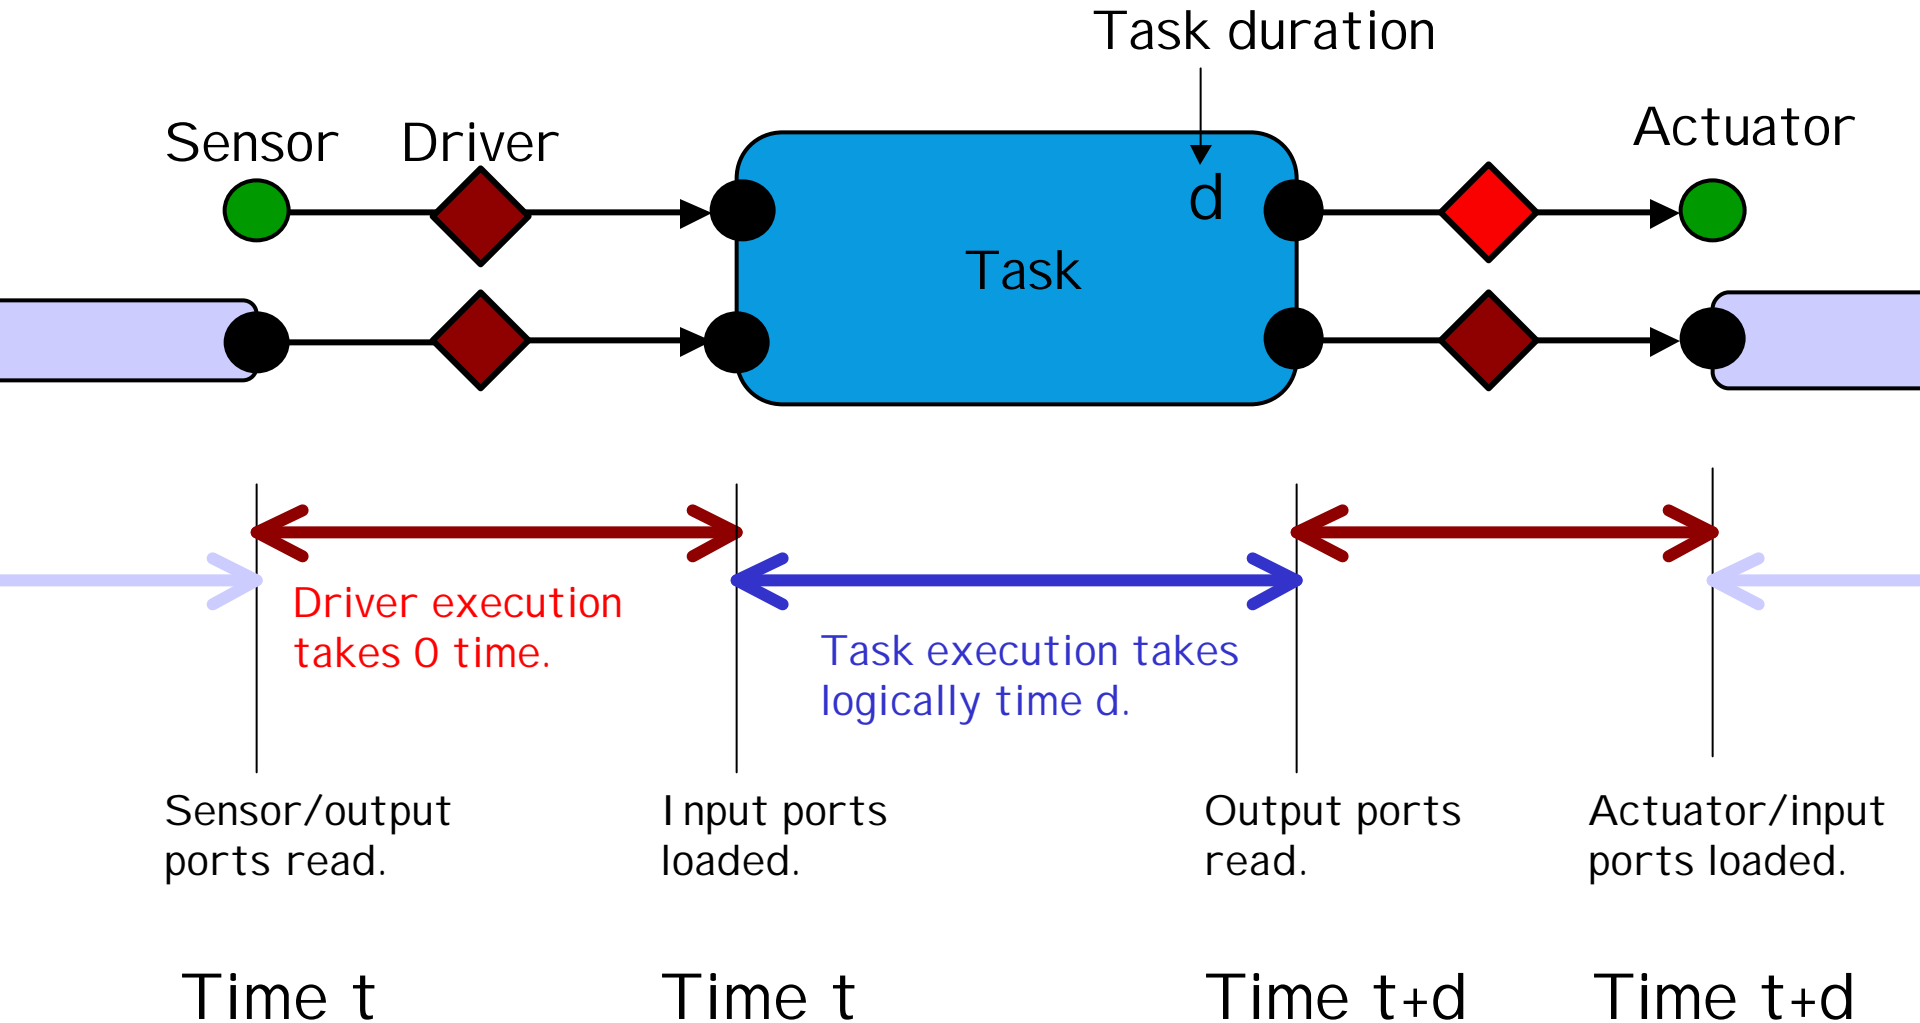 Task duration
Sensor
Driver
Actuator
d
Task
Driver execution
takes 0 time.
Task execution takes
logically time d.
Sensor/output
ports read.
Input ports
loaded.
Output ports
read.
Actuator/input
ports loaded.
Time t
Time t
Time t+d
Time t+d